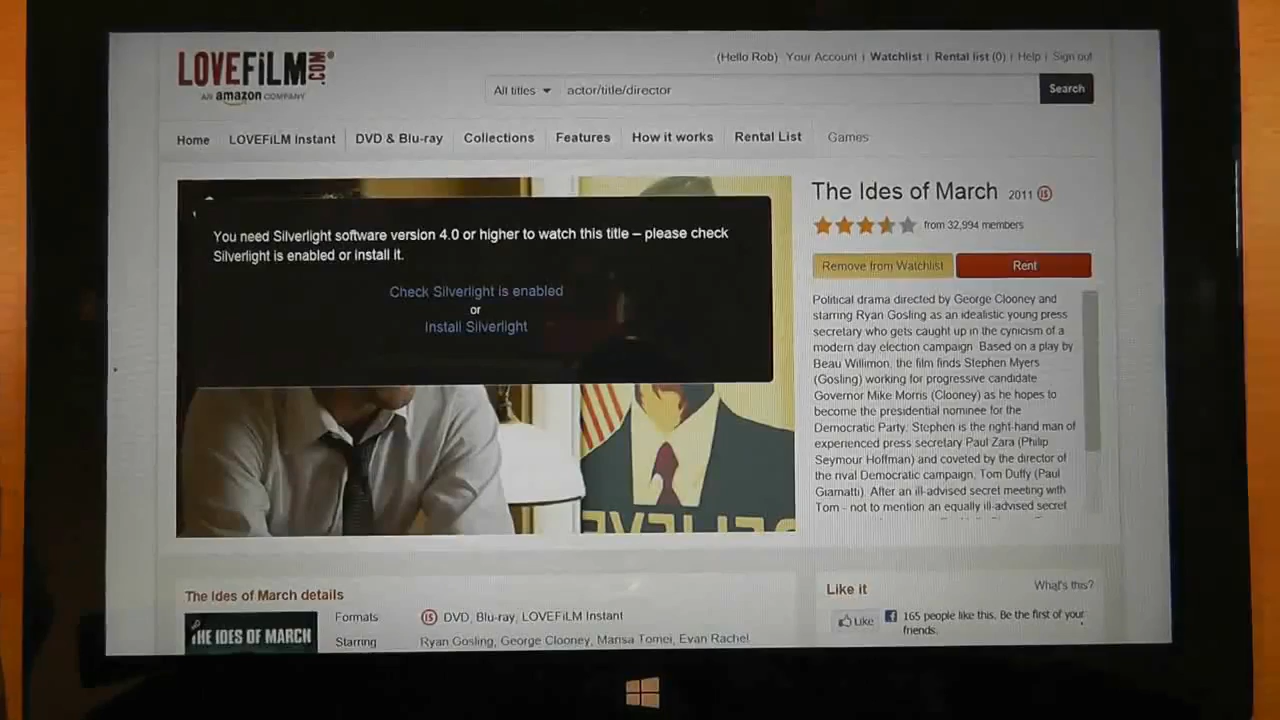 LOVEFiLM.COM
AN amazon COMPANY
(Hello Rob) Your Account | Watchlist | Rental list (0) | Help | Sign out
All titles actor/title/director Search
Home LOVEFiLM Instant DVD & Blu-ray Collections Features How it works Rental List Games
The Ides of March 2011 15
from 32,994 members
Remove from Watchlist Rent
You need Silverlight software version 4.0 or higher to watch this title – please check
Silverlight is enabled or install it.
Check Silverlight is enabled
or
Install Silverlight
Political drama directed by George Clooney and
starring Ryan Gosling as an idealistic young press
secretary who gets caught up in the cynicism of a
modern day election campaign. Based on a play by
Beau Willimon, the film finds Stephen Myers
(Gosling) working for progressive candidate
Governor Mike Morris (Clooney) as he hopes to
become the presidential nominee for the
Democratic Party. Stephen is the right-hand man of
experienced press secretary Paul Zara (Philip
Seymour Hoffman) and coveted by the director of
the rival Democratic campaign, Tom Duffy (Paul
Giamatti). After an ill-advised secret meeting with
Tom - not to mention an equally ill-advised secret
The Ides of March details
THE IDES OF MARCH
Formats 15 DVD, Blu-ray, LOVEFiLM Instant
Starring Ryan Gosling, George Clooney, Marisa Tomei, Evan Rachel
Like it What's this?
Like 165 people like this. Be the first of your
friends.